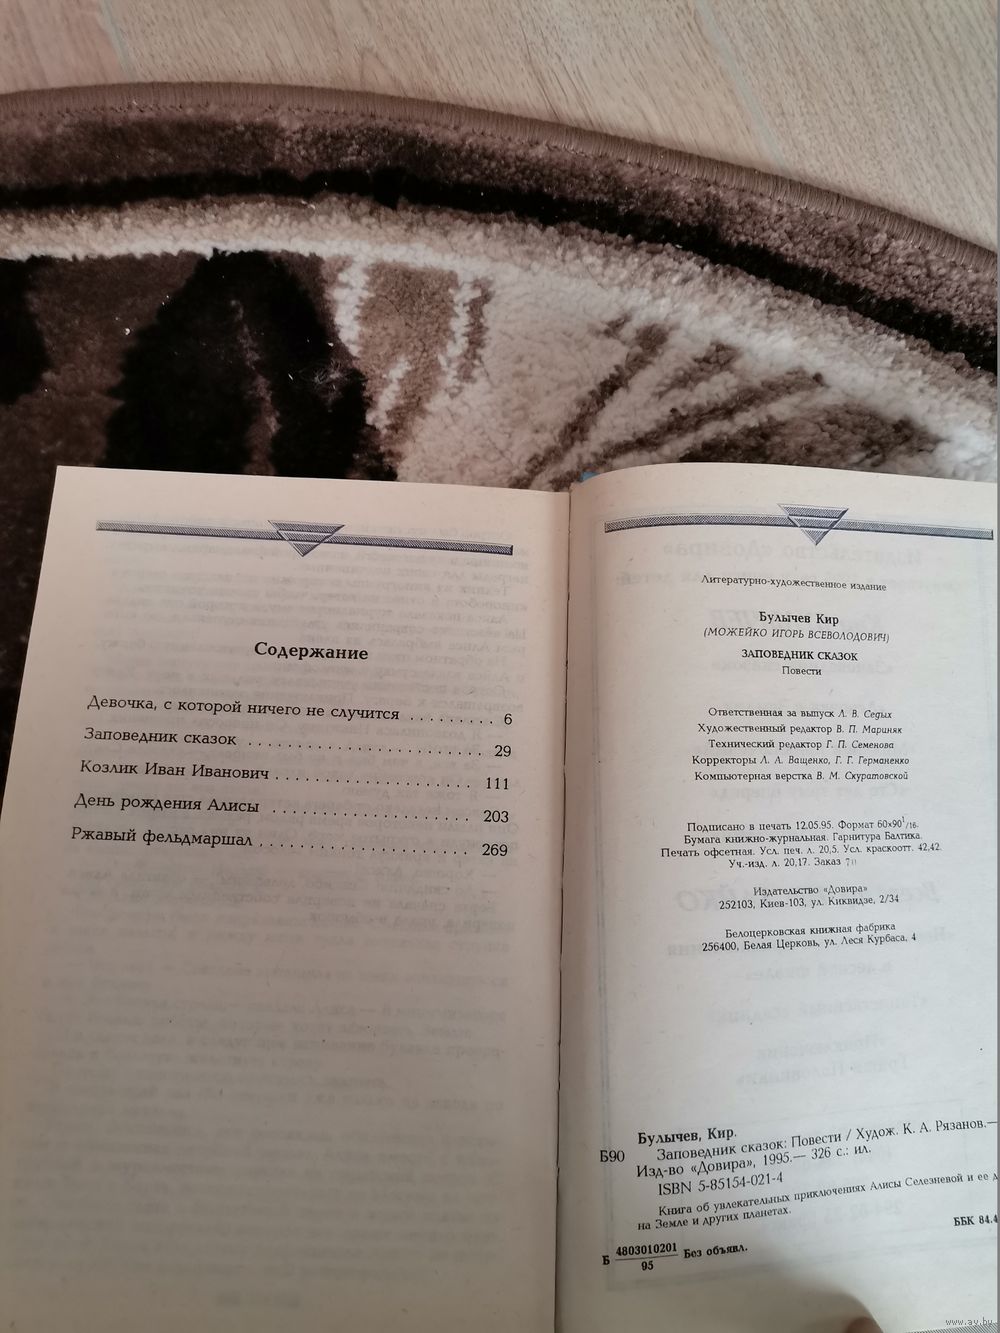 Содержание
Девочка, с которой ничего не случится . . . . . . . . . 6
Заповедник сказок . . . . . . . . . . . . . . . . . . . . . . 29
Козлик Иван Иванович . . . . . . . . . . . . . . . . . . 111
День рождения Алисы . . . . . . . . . . . . . . . . . . 203
Ржавый фельдмаршал . . . . . . . . . . . . . . . . . . 269
Литературно-художественное издание
Булычев Кир
(МОЖЕЙКО ИГОРЬ ВСЕВОЛОДОВИЧ)
ЗАПОВЕДНИК СКАЗОК
Повести
Ответственная за выпуск Л. В. Седых
Художественный редактор В. П. Мариняк
Технический редактор Г. П. Семенова
Корректоры Л. А. Ващенко, Г. Г. Германенко
Компьютерная верстка В. М. Скуратовской
Подписано в печать 12.05.95. Формат 60х90 1/16.
Бумага книжно-журнальная. Гарнитура Балтика.
Печать офсетная. Усл. печ. л. 20,5. Усл. краскоотт. 42,42.
Уч.-изд. л. 20,17. Заказ
Издательство «Довира»
252103, Киев-103, ул. Киквидзе, 2/34
Белоцерковская книжная фабрика
256400, Белая Церковь, ул. Леся Курбаса, 4
Булычев, Кир.
Б90 Заповедник сказок: Повести / Худож. К. А. Рязанов.—
Изд-во «Довира», 1995.— 326 с.: ил.
ISBN 5-85154-021-4
Книга об увлекательных приключениях Алисы Селезневой и ее д
на Земле и других планетах.
ББК 84.4
Б 4803010201/95 Без объявл.
www.ay.by